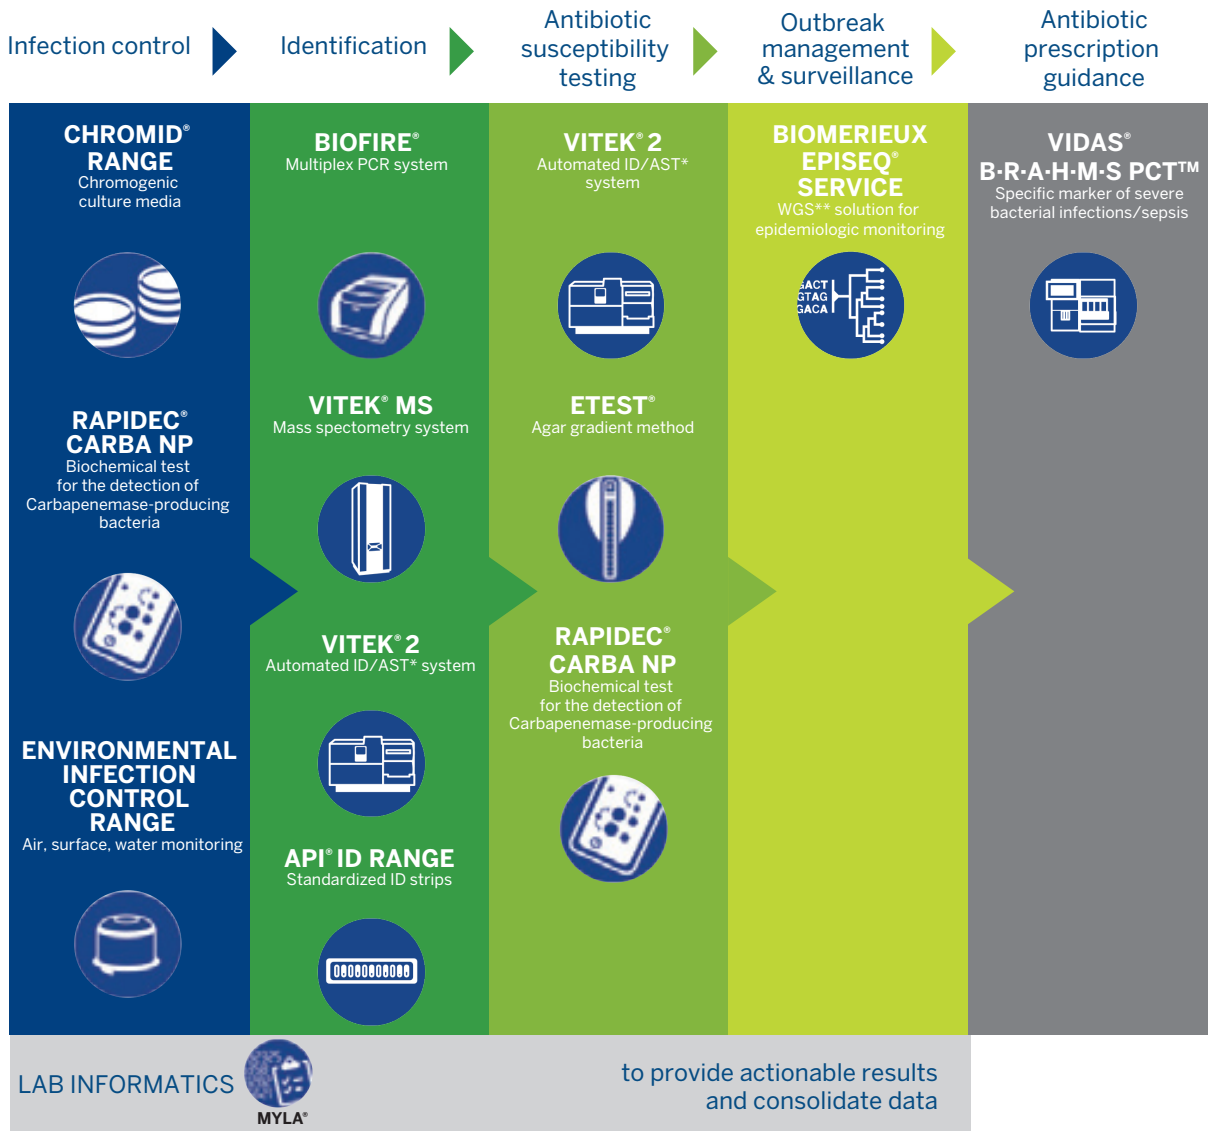 Infection control
Identification
Antibiotic
susceptibility
testing
Outbreak
management
& surveillance
Antibiotic
prescription
guidance
CHROMID®
RANGE
Chromogenic
culture media
RAPIDEC®
CARBA NP
Biochemical test
for the detection of
Carbapenemase-producing
bacteria
ENVIRONMENTAL
INFECTION
CONTROL
RANGE
Air, surface, water monitoring
BIOFIRE®
Multiplex PCR system
VITEK® MS
Mass spectometry system
VITEK® 2
Automated ID/AST* system
API® ID RANGE
Standardized ID strips
VITEK® 2
Automated ID/AST*
system
ETEST®
Agar gradient method
RAPIDEC®
CARBA NP
Biochemical test
for the detection of
Carbapenemase-producing
bacteria
BIOMERIEUX
EPISEQ®
SERVICE
WGS** solution for
epidemiologic monitoring
GACT
GTAG
GACA
VIDAS®
B·R·A·H·M·S PCT™
Specific marker of severe
bacterial infections/sepsis
LAB INFORMATICS
MYLA®
to provide actionable results
and consolidate data